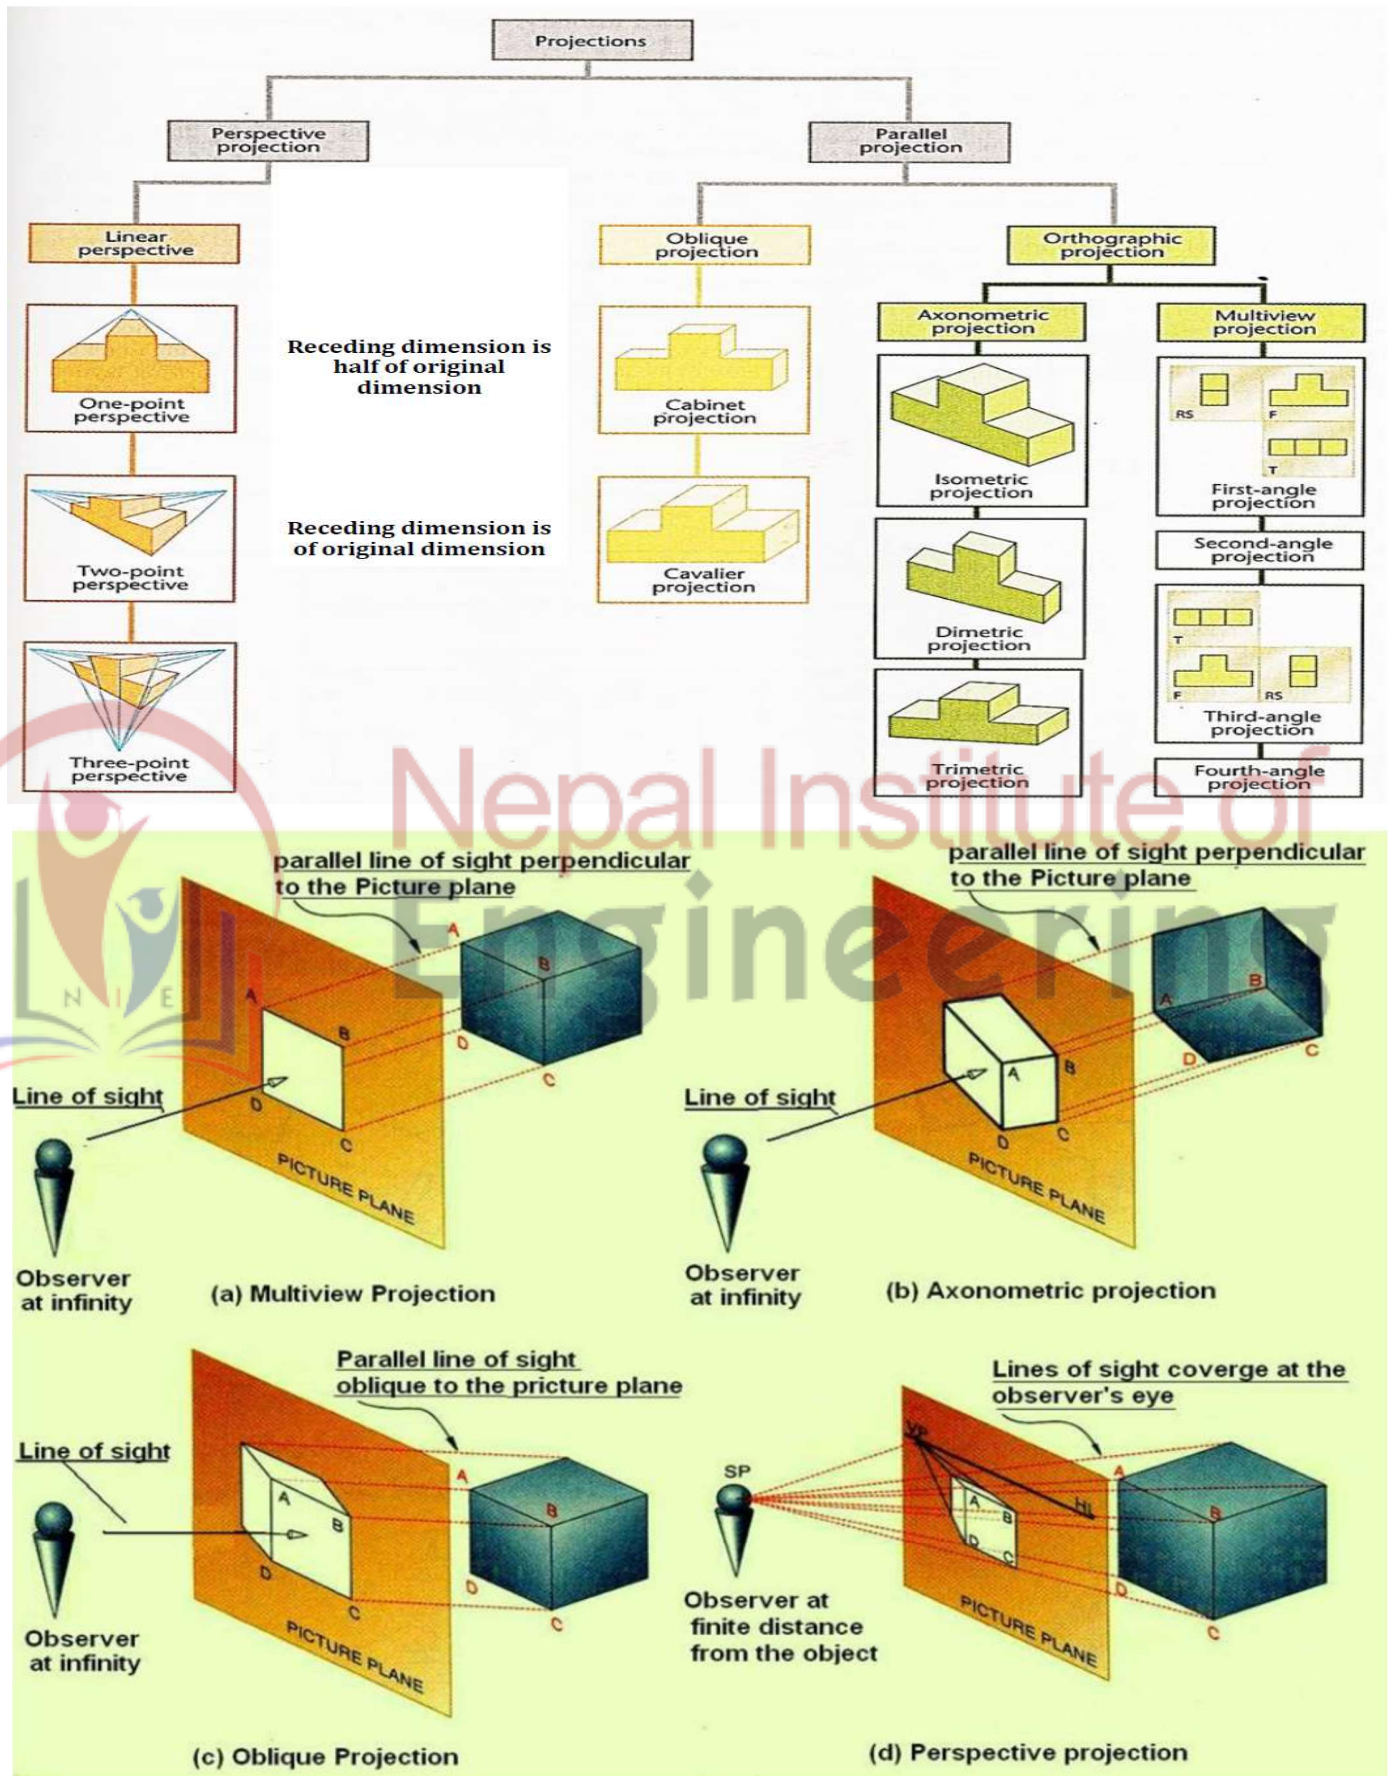 Projections
Perspective
projection
Parallel
projection
Linear
perspective
Oblique
projection
Orthographic
projection
Axonometric
projection
Multiview
projection
One-point
perspective
Receding dimension is
half of original
dimension
Cabinet
projection
Isometric
projection
RS
F
T
First-angle
projection
Two-point
perspective
Receding dimension is
of original dimension
Cavalier
projection
Dimetric
projection
Second-angle
projection
T
F
RS
Third-angle
projection
Three-point
perspective
Trimetric
projection
Fourth-angle
projection
Nepal Institute of
Engineering
N I E
parallel line of sight perpendicular
to the Picture plane
A
B
D
C
A
B
D
C
Line of sight
PICTURE PLANE
Observer
at infinity
(a) Multiview Projection
parallel line of sight perpendicular
to the Picture plane
A
B
D
C
A
B
D
C
Line of sight
PICTURE PLANE
Observer
at infinity
(b) Axonometric projection
Parallel line of sight
oblique to the pricture plane
Line of sight
A
B
D
C
A
B
D
C
PICTURE PLANE
Observer
at infinity
(c) Oblique Projection
Lines of sight coverge at the
observer's eye
VP
SP
HL
A
B
D
C
A
B
D
C
PICTURE PLANE
Observer at
finite distance
from the object
(d) Perspective projection